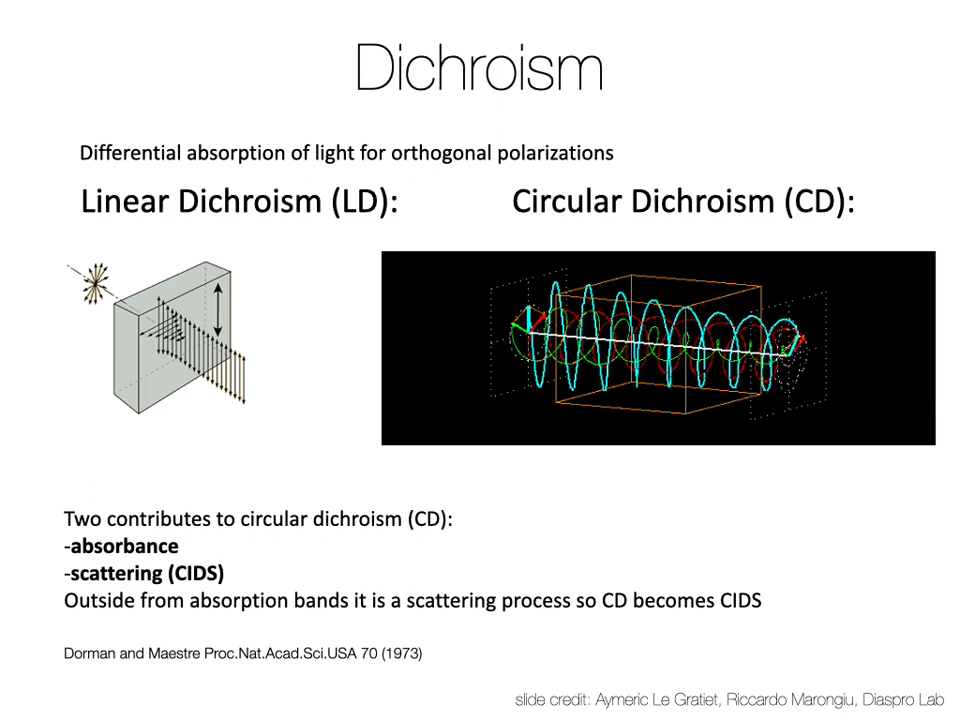 Dichroism
Differential absorption of light for orthogonal polarizations
Linear Dichroism (LD):
Circular Dichroism (CD):
Two contributes to circular dichroism (CD):
-absorbance
-scattering (CIDS)
Outside from absorption bands it is a scattering process so CD becomes CIDS
Dorman and Maestre Proc.Nat.Acad.Sci.USA 70 (1973)
slide credit: Aymeric Le Gratiet, Riccardo Marongiu, Diaspro Lab